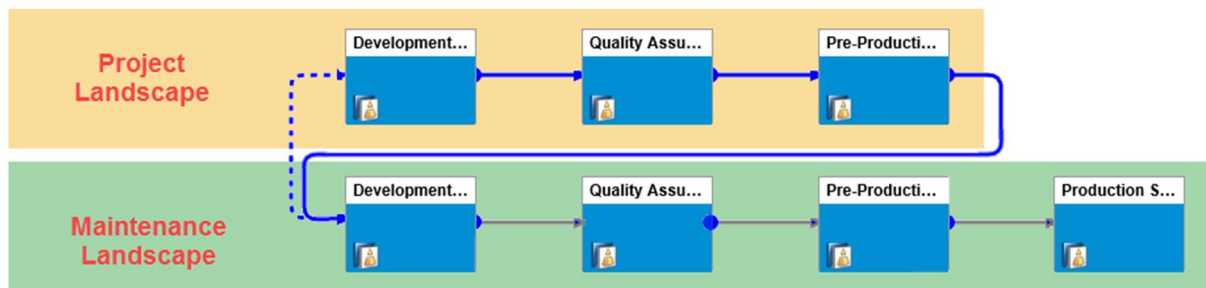 Development...
Quality Assu...
Pre-Producti...
Project
Landscape
Development...
Quality Assu...
Pre-Producti...
Production S...
Maintenance
Landscape